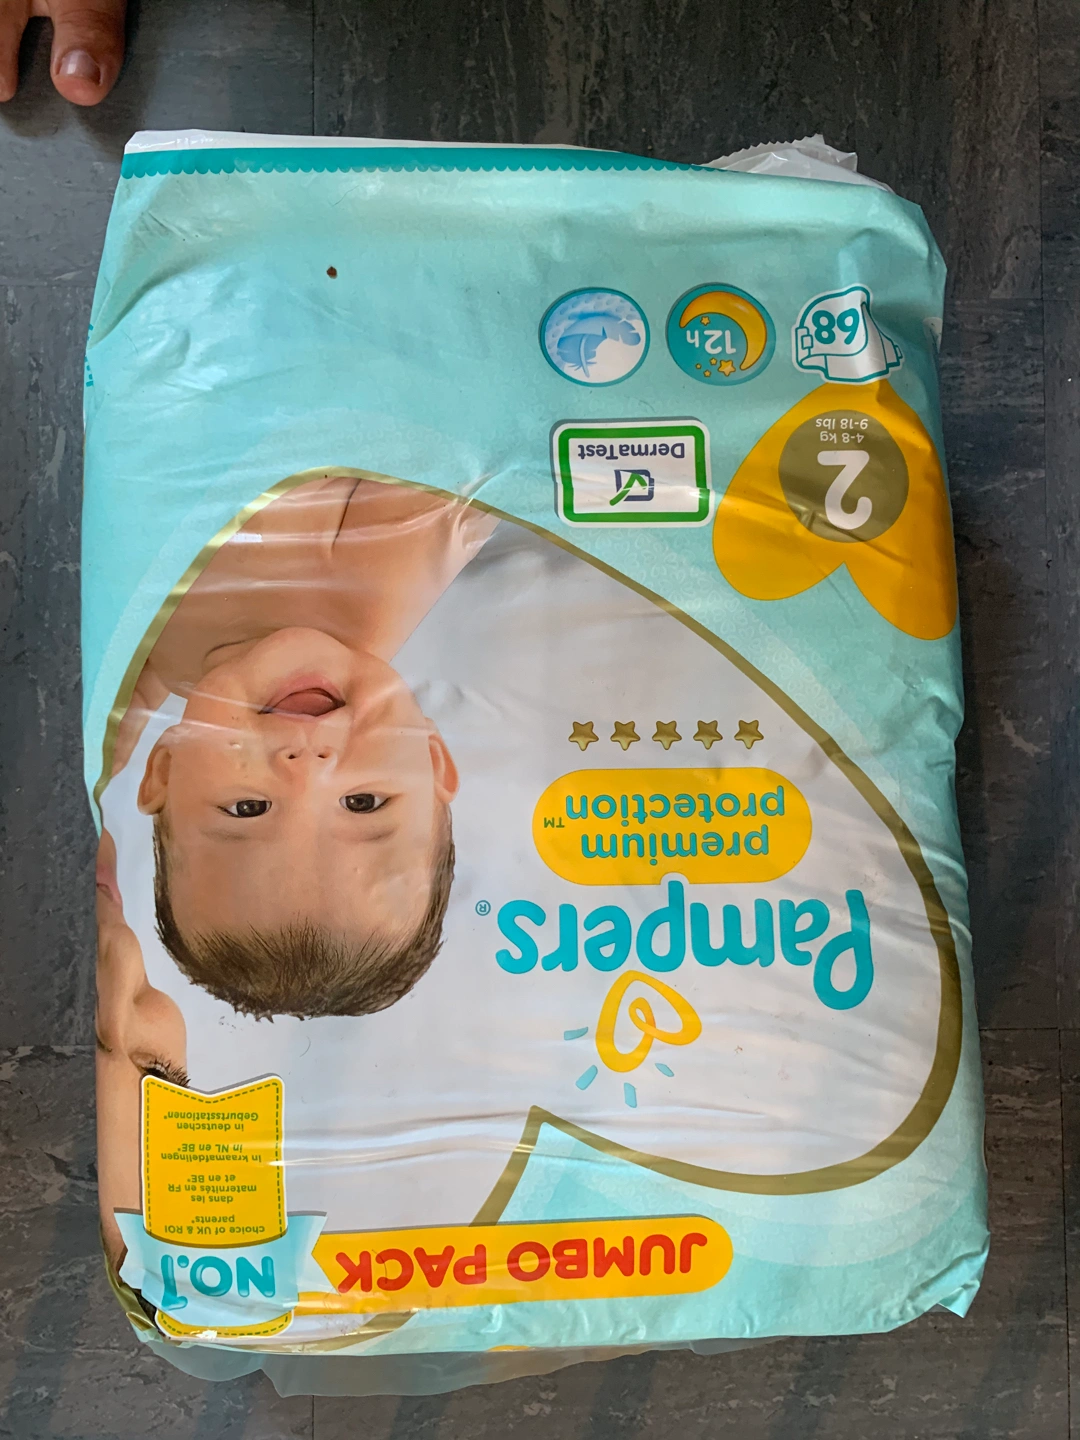 JUMBO PACK
NO.1
choice of UK & ROI
parents*
dans les
maternités en FR
et en BE*
in kraamafdelingen
in NL en BE*
in deutschen
Geburtsstationen*
Pampers®
premium
protection™
2
4-8 kg
9-18 lbs
DermaTest
68
12h